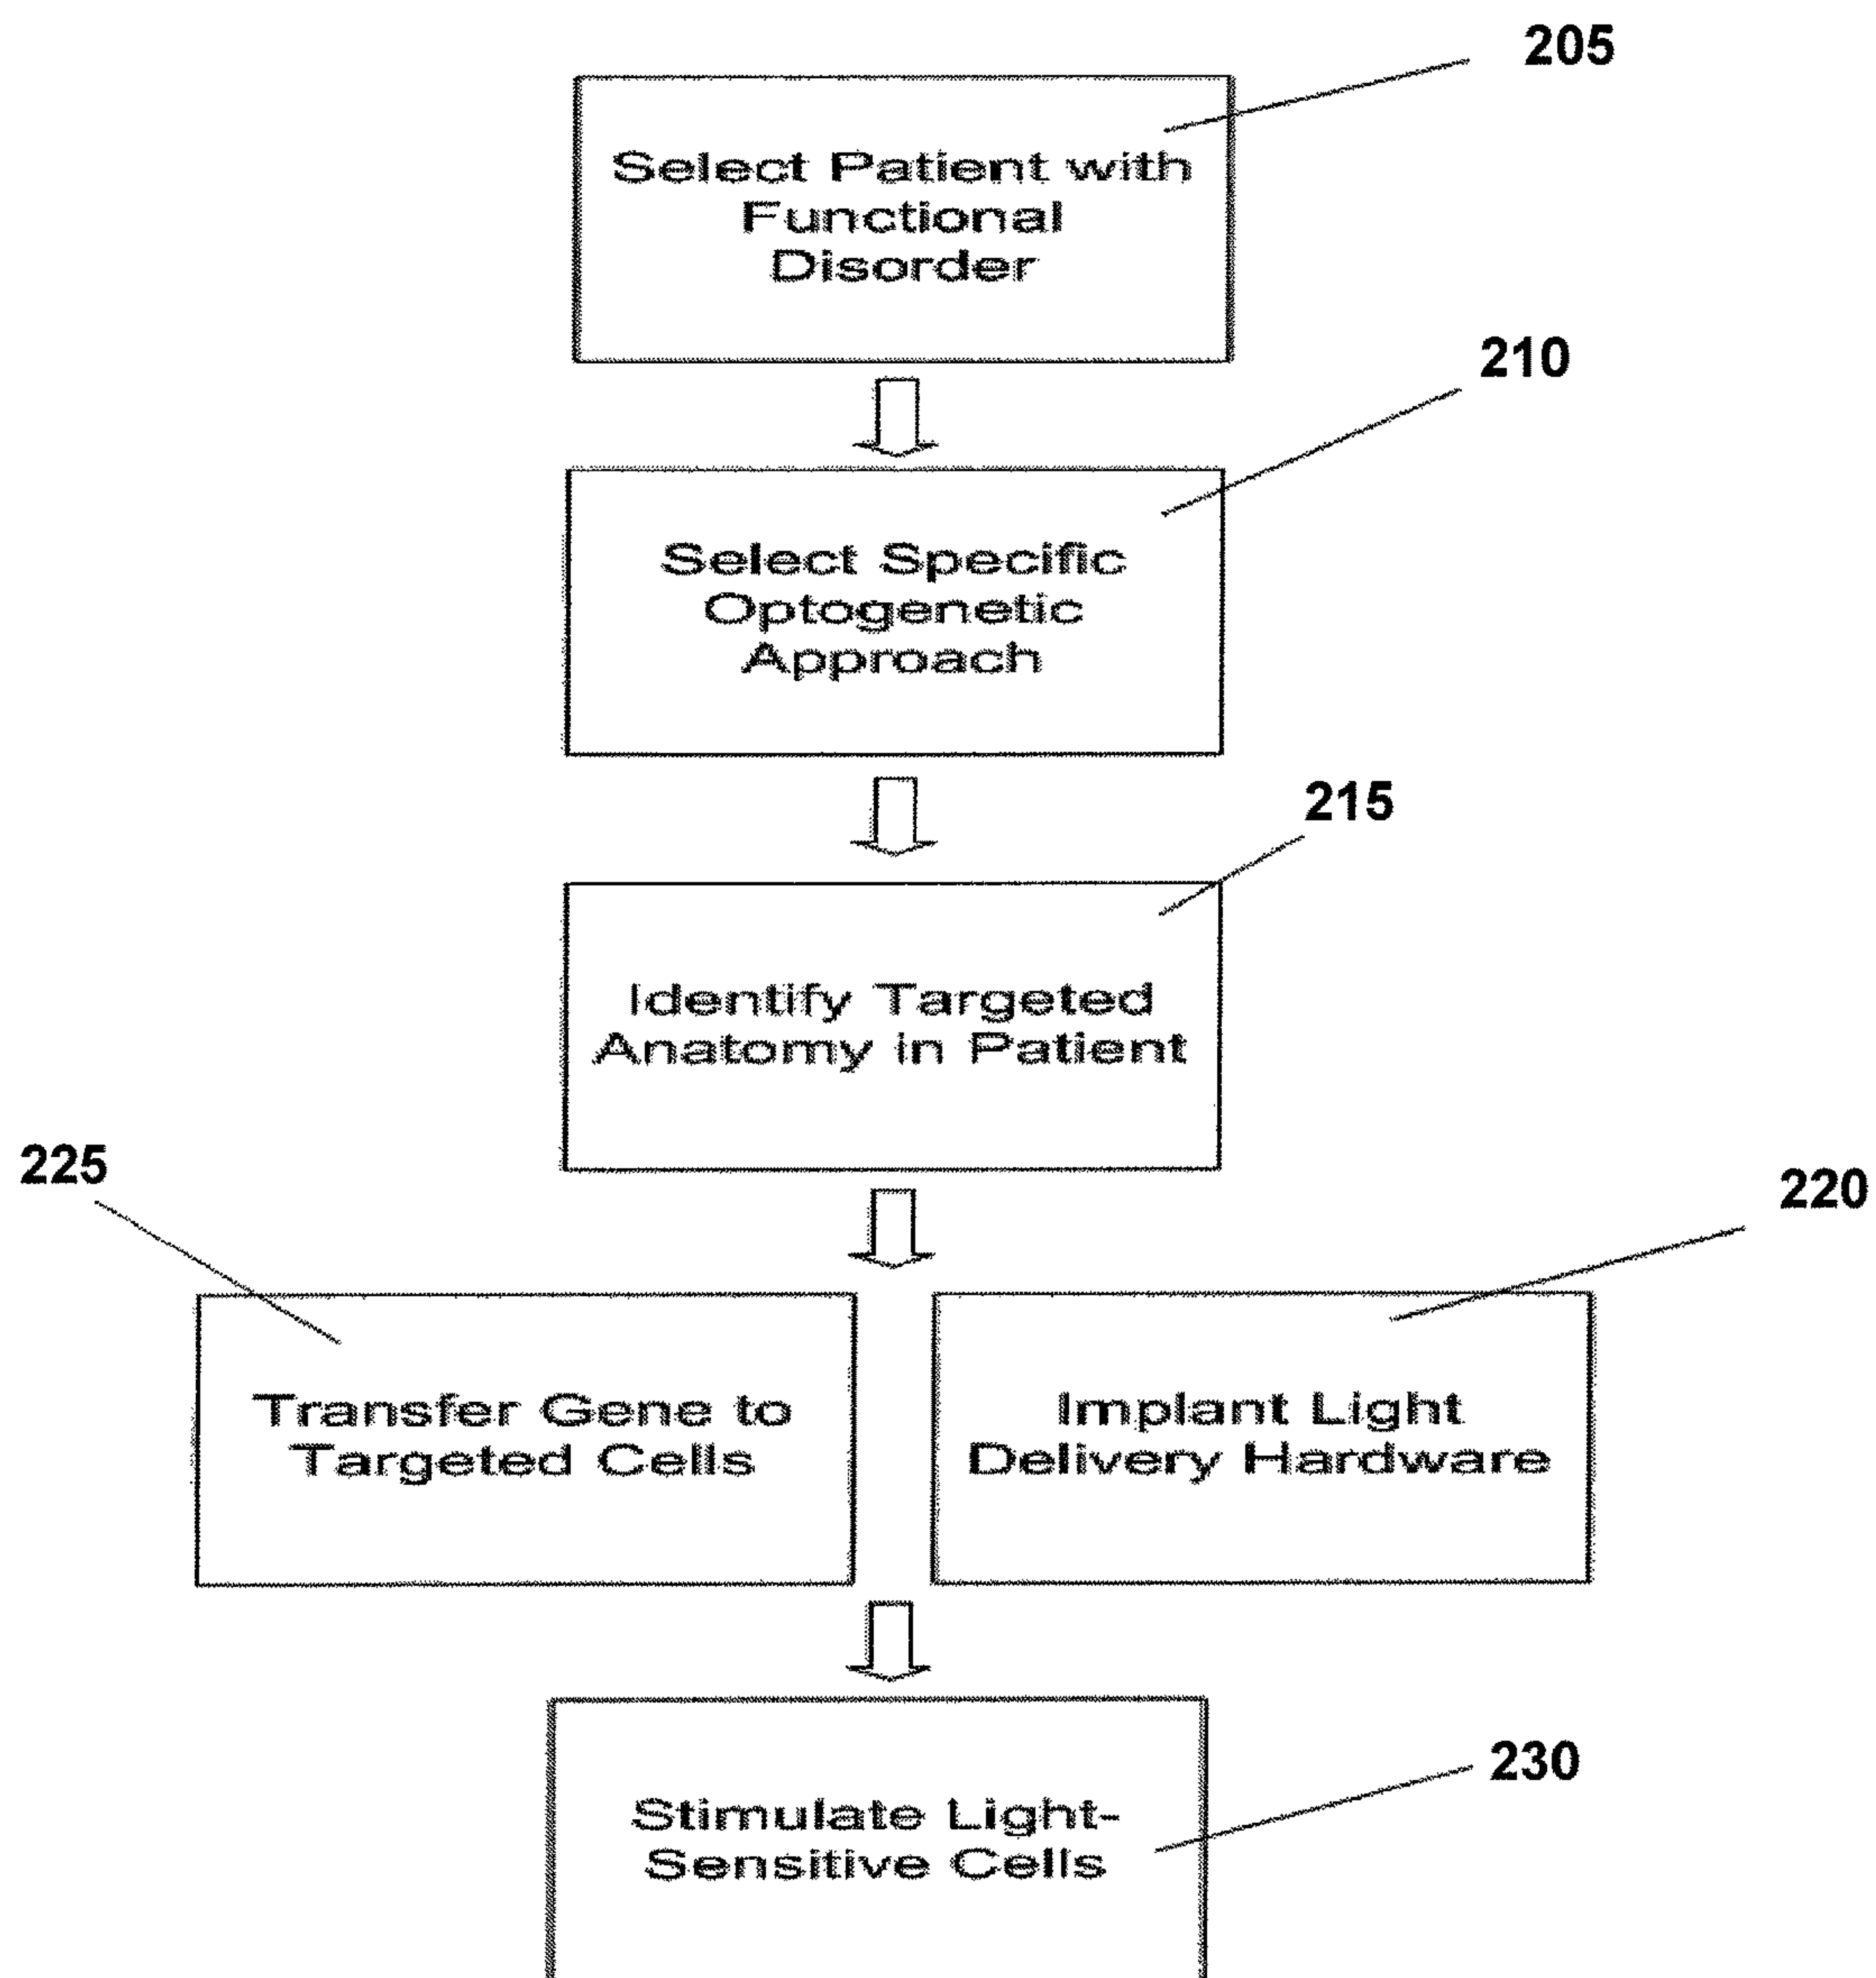 205
Select Patient with
Functional
Disorder
210
Select Specific
Optogenetic
Approach
215
Identify Targeted
Anatomy in Patient
225
220
Transfer Gene to
Targeted Cells
Implant Light
Delivery Hardware
230
Stimulate Light-
Sensitive Cells